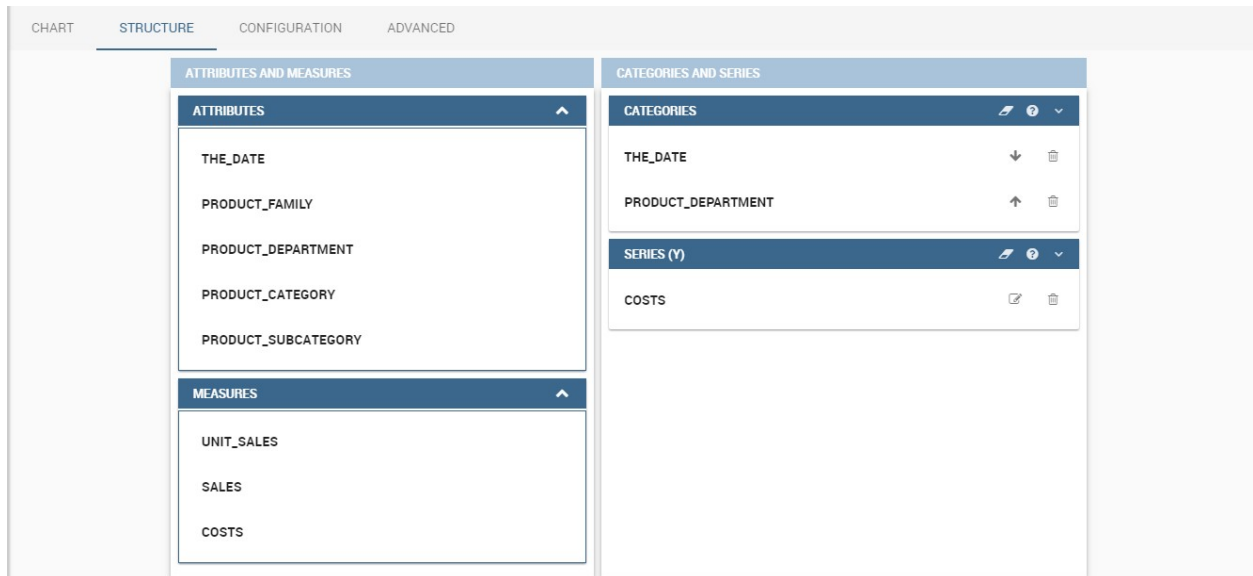 CHART STRUCTURE CONFIGURATION ADVANCED
ATTRIBUTES AND MEASURES
ATTRIBUTES
THE_DATE
PRODUCT_FAMILY
PRODUCT_DEPARTMENT
PRODUCT_CATEGORY
PRODUCT_SUBCATEGORY
MEASURES
UNIT_SALES
SALES
COSTS
CATEGORIES AND SERIES
CATEGORIES
THE_DATE
PRODUCT_DEPARTMENT
SERIES (Y)
COSTS